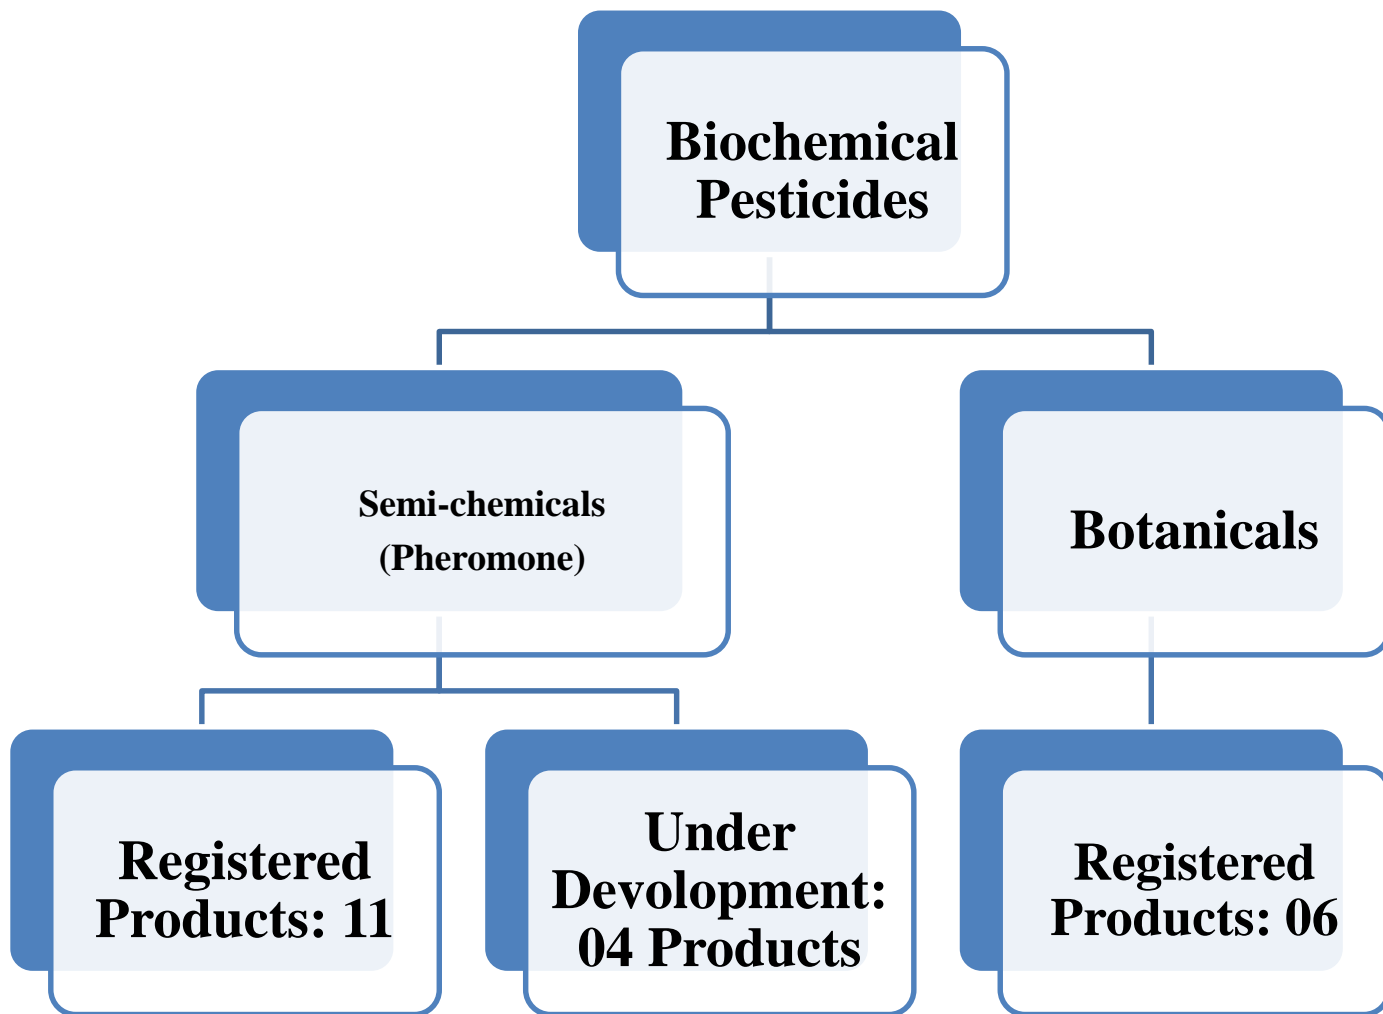 Biochemical
Pesticides
Semi-chemicals
(Pheromone)
Botanicals
Registered
Products: 11
Under
Devolopment:
04 Products
Registered
Products: 06